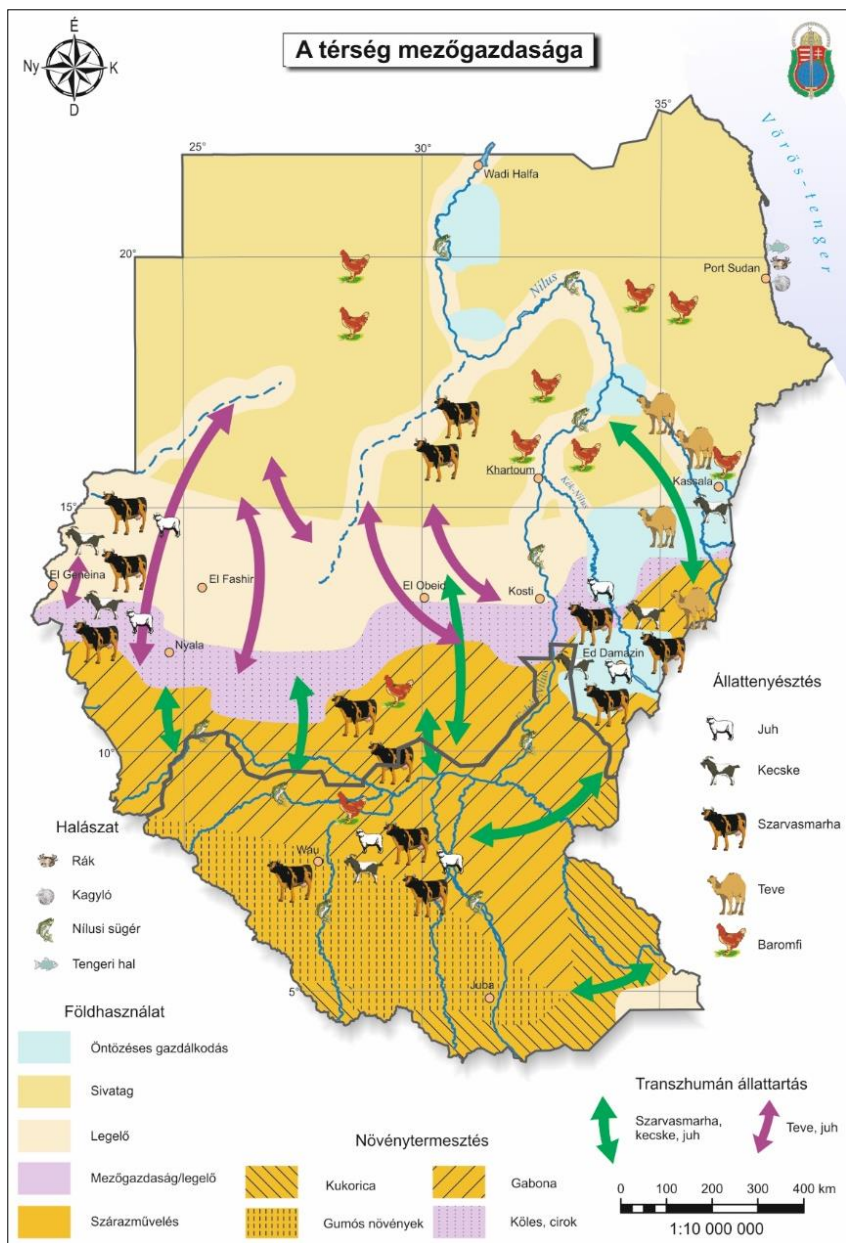 A térség mezőgazdasága
É
Ny
K
D
25°
30°
35°
Vörös-tenger
Wadi Halfa
20°
Port Sudan
Nílus
Khartoum
Kék-Nílus
Kassala
15°
El Geneina
El Fashir
El Obeid
Kosti
Nyala
Ed Damazin
10°
Wau
Juba
5°
Állattenyésztés
Juh
Kecske
Szarvasmarha
Teve
Baromfi
Halászat
Rák
Kagyló
Nílusi sügér
Tengeri hal
Földhasználat
Öntözéses gazdálkodás
Sivatag
Legelő
Mezőgazdaság/legelő
Szárazművelés
Növénytermesztés
Kukorica
Gabona
Gumós növények
Köles, cirok
Transzhumán állattartás
Szarvasmarha,
kecske, juh
Teve, juh
0 100 200 300 400 km
1:10 000 000